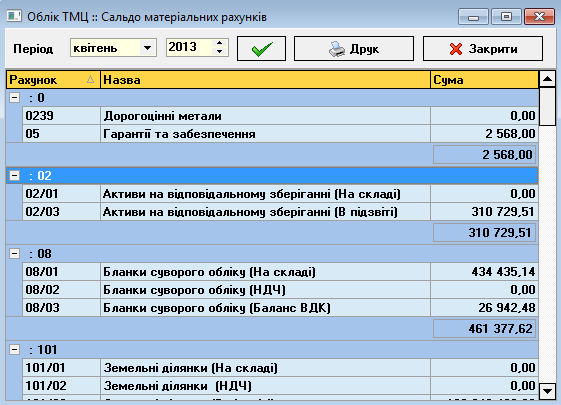 Облік ТМЦ :: Сальдо матеріальних рахунків
Період квітень 2013 Друк Закрити
Рахунок Назва Сума
: 0
0239 Дорогоцінні метали 0,00
05 Гарантії та забезпечення 2 568,00
2 568,00
: 02
02/01 Активи на відповідальному зберіганні (На складі) 0,00
02/03 Активи на відповідальному зберіганні (В підзвіті) 310 729,51
310 729,51
: 08
08/01 Бланки суворого обліку (На складі) 434 435,14
08/02 Бланки суворого обліку (НДЧ) 0,00
08/03 Бланки суворого обліку (Баланс ВДК) 26 942,48
461 377,62
: 101
101/01 Земельні ділянки (На складі) 0,00
101/02 Земельні ділянки (НДЧ) 0,00